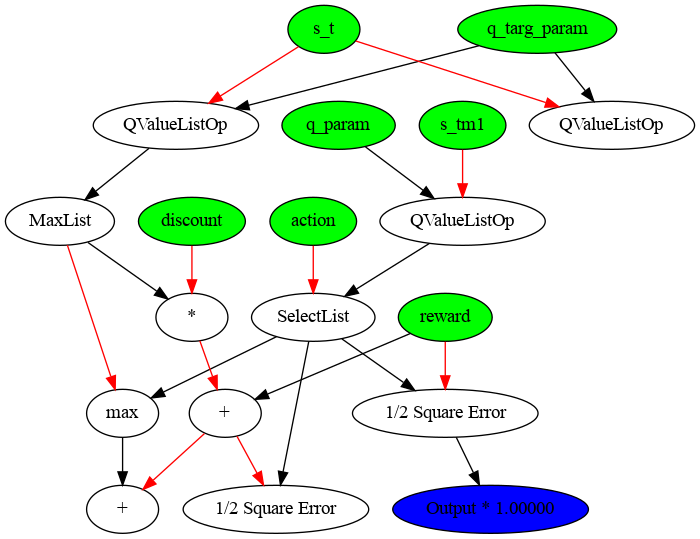 s_t
q_targ_param
QValueListOp
q_param
s_tm1
QValueListOp
MaxList
discount
action
QValueListOp
*
SelectList
reward
max
+
1/2 Square Error
+
1/2 Square Error
Output * 1.00000